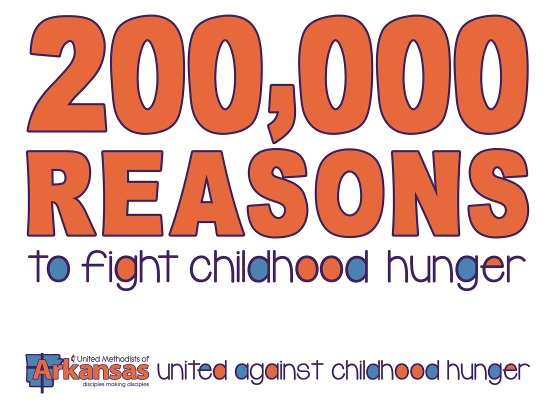 200,000
REASONS
to fight childhood hunger
United Methodists of
Arkansas
disciples making disciples
united against childhood hunger